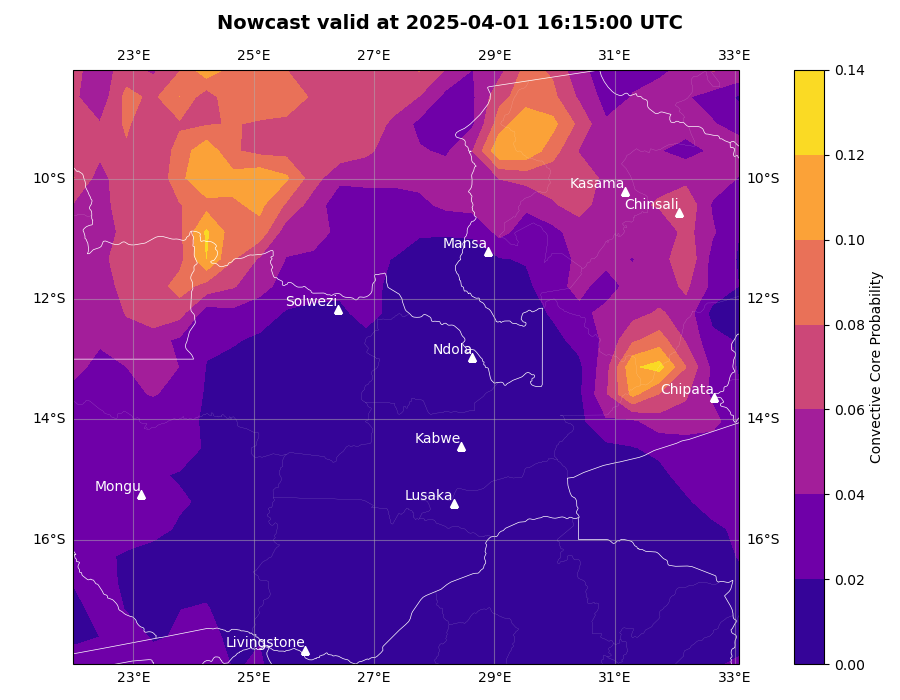 Nowcast valid at 2025-04-01 16:15:00 UTC
23°E 25°E 27°E 29°E 31°E 33°E
0.14
0.12
10°S Kasama 10°S
Chinsali
0.10
Mansa
12°S Solwezi 12°S
0.08
Ndola
Chipata
0.06
14°S 14°S
Kabwe
Mongu Lusaka
0.04
16°S 16°S
0.02
Livingstone
0.00
23°E 25°E 27°E 29°E 31°E 33°E
Convective Core Probability